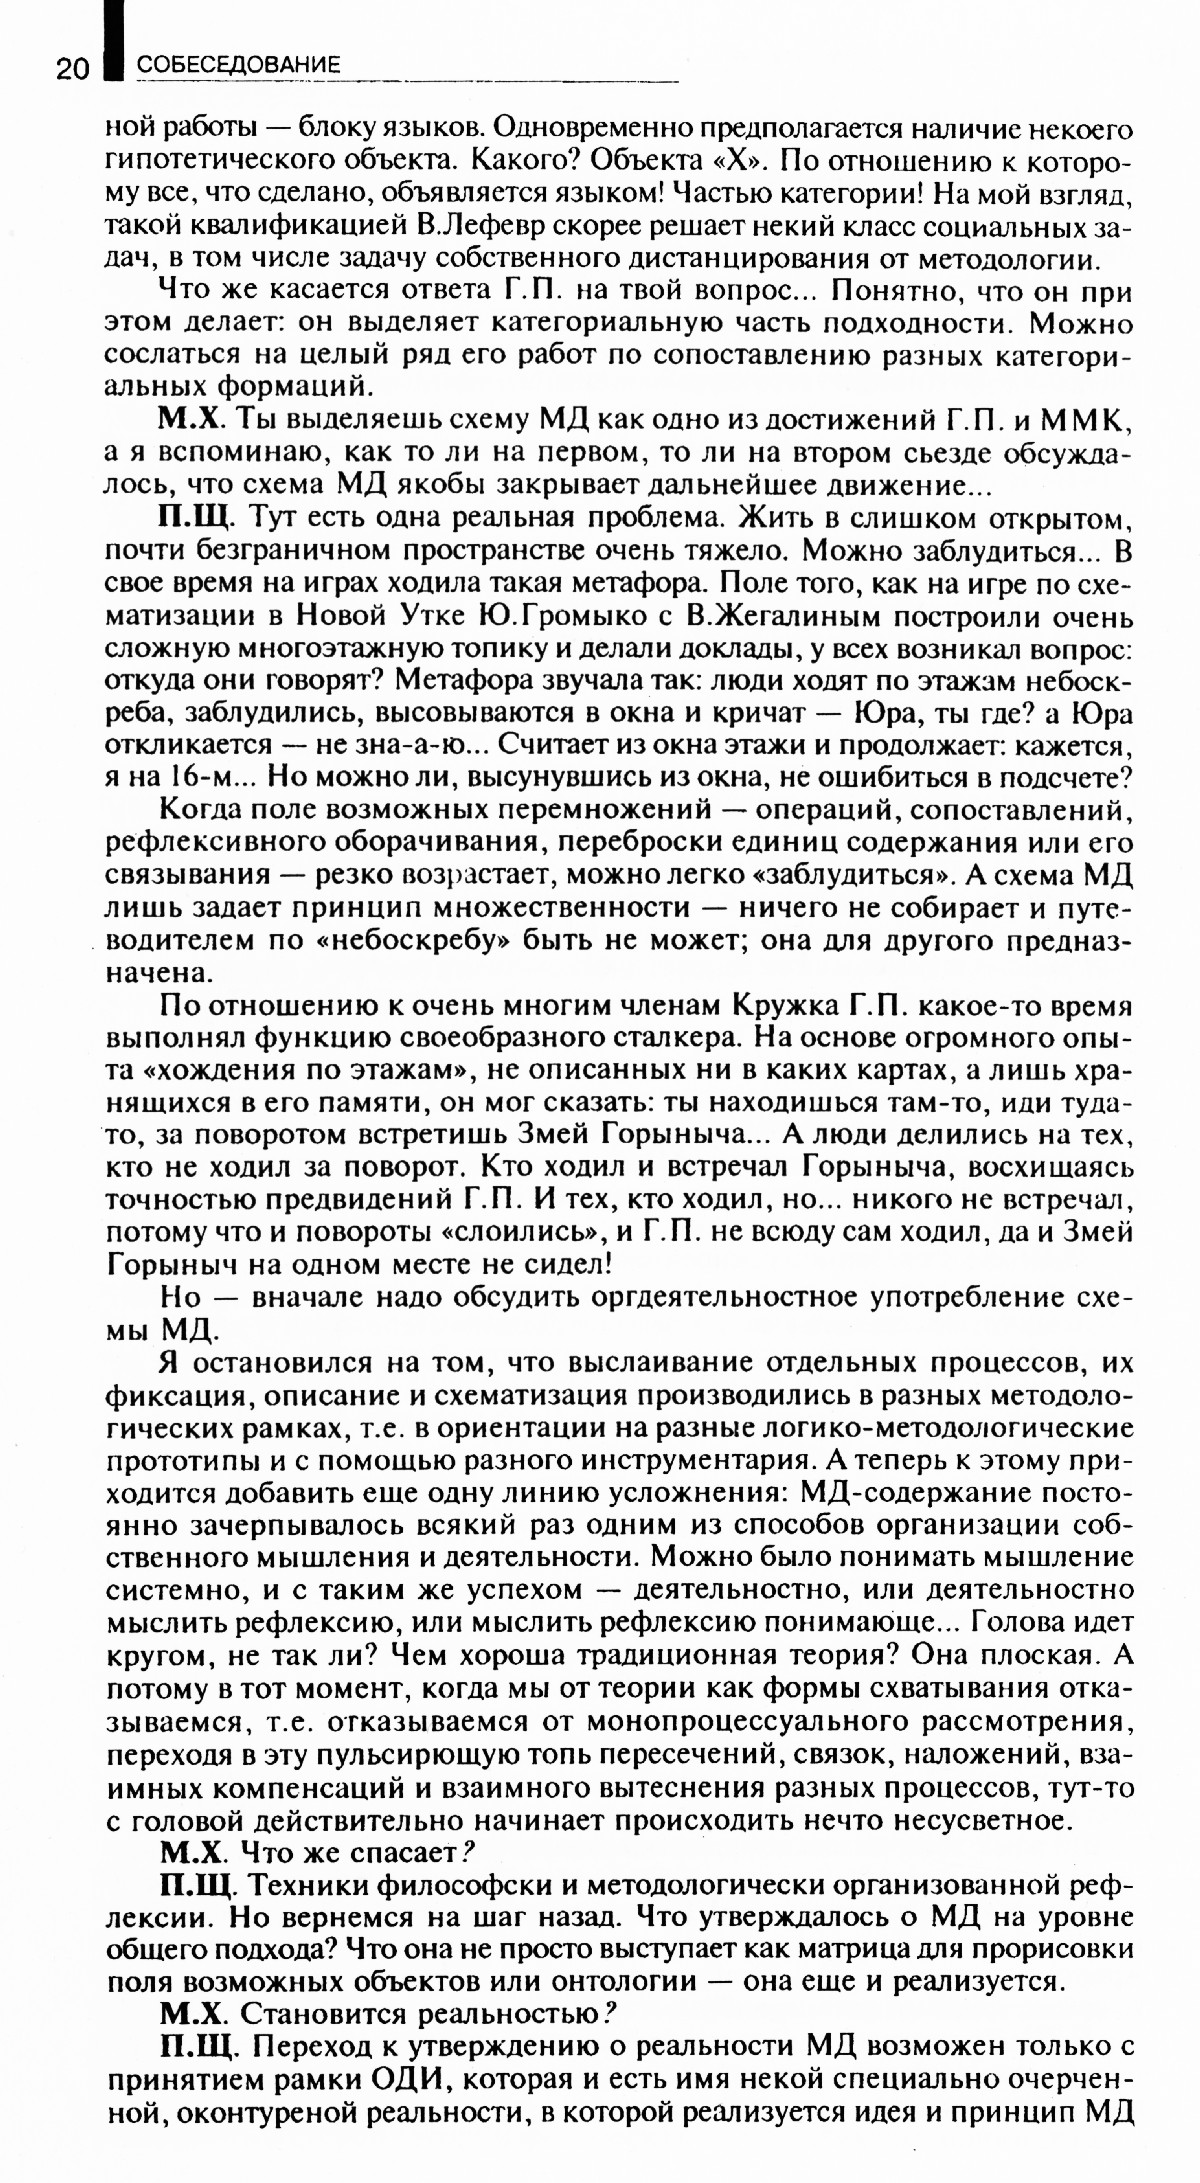 20 СОБЕСЕДОВАНИЕ
ной работы — блоку языков. Одновременно предполагается наличие некоего
гипотетического объекта. Какого? Объекта «Х». По отношению к которо-
му все, что сделано, объявляется языком! Частью категории! На мой взгляд,
такой квалификацией В.Лефевр скорее решает некий класс социальных за-
дач, в том числе задачу собственного дистанцирования от методологии.
Что же касается ответа Г.П. на твой вопрос... Понятно, что он при
этом делает: он выделяет категориальную часть подходности. Можно
сослаться на целый ряд его работ по сопоставлению разных категори-
альных формаций.
М.Х. Ты выделяешь схему МД как одно из достижений Г.П. и ММК,
а я вспоминаю, как то ли на первом, то ли на втором сьезде обсужда-
лось, что схема МД якобы закрывает дальнейшее движение...
П.Щ. Тут есть одна реальная проблема. Жить в слишком открытом,
почти безграничном пространстве очень тяжело. Можно заблудиться... В
свое время на играх ходила такая метафора. Поле того, как на игре по схе-
матизации в Новой Утке Ю.Громыко с В.Жегалиным построили очень
сложную многоэтажную топику и делали доклады, у всех возникал вопрос:
откуда они говорят? Метафора звучала так: люди ходят по этажам небоск-
реба, заблудились, высовываются в окна и кричат — Юра, ты где? а Юра
откликается — не зна-а-ю... Считает из окна этажи и продолжает: кажется,
я на 16-м... Но можно ли, высунувшись из окна, не ошибиться в подсчете?
Когда поле возможных перемножений — операций, сопоставлений,
рефлексивного оборачивания, переброски единиц содержания или его
связывания — резко возрастает, можно легко «заблудиться». А схема МД
лишь задает принцип множественности — ничего не собирает и путе-
водителем по «небоскребу» быть не может; она для другого предназ-
начена.
По отношению к очень многим членам Кружка Г.П. какое-то время
выполнял функцию своеобразного сталкера. На основе огромного опы-
та «хождения по этажам», не описанных ни в каких картах, а лишь хра-
нящихся в его памяти, он мог сказать: ты находишься там-то, иди туда-
то, за поворотом встретишь Змей Горыныча... А люди делились на тех,
кто не ходил за поворот. Кто ходил и встречал Горыныча, восхищаясь
точностью предвидений Г.П. И тех, кто ходил, но... никого не встречал,
потому что и повороты «слоились», и Г.П. не всюду сам ходил, да и Змей
Горыныч на одном месте не сидел!
Но — вначале надо обсудить оргдеятельностное употребление схе-
мы МД.
Я остановился на том, что выслаивание отдельных процессов, их
фиксация, описание и схематизация производились в разных методоло-
гических рамках, т.е. в ориентации на разные логико-методологические
прототипы и с помощью разного инструментария. А теперь к этому при-
ходится добавить еще одну линию усложнения: МД-содержание посто-
янно зачерпывалось всякий раз одним из способов организации соб-
ственного мышления и деятельности. Можно было понимать мышление
системно, и с таким же успехом — деятельностно, или деятельностно
мыслить рефлексию, или мыслить рефлексию понимающе... Голова идет
кругом, не так ли? Чем хороша традиционная теория? Она плоская. А
потому в тот момент, когда мы от теории как формы схватывания отка-
зываемся, т.е. отказываемся от монопроцессуального рассмотрения,
переходя в эту пульсирющую топь пересечений, связок, наложений, вза-
имных компенсаций и взаимного вытеснения разных процессов, тут-то
с головой действительно начинает происходить нечто несусветное.
М.Х. Что же спасает?
П.Щ. Техники философски и методологически организованной реф-
лексии. Но вернемся на шаг назад. Что утверждалось о МД на уровне
общего подхода? Что она не просто выступает как матрица для прорисовки
поля возможных объектов или онтологии — она еще и реализуется.
М.Х. Становится реальностью?
П.Щ. Переход к утверждению о реальности МД возможен только с
принятием рамки ОДИ, которая и есть имя некой специально очерчен-
ной, оконтуреной реальности, в которой реализуется идея и принцип МД